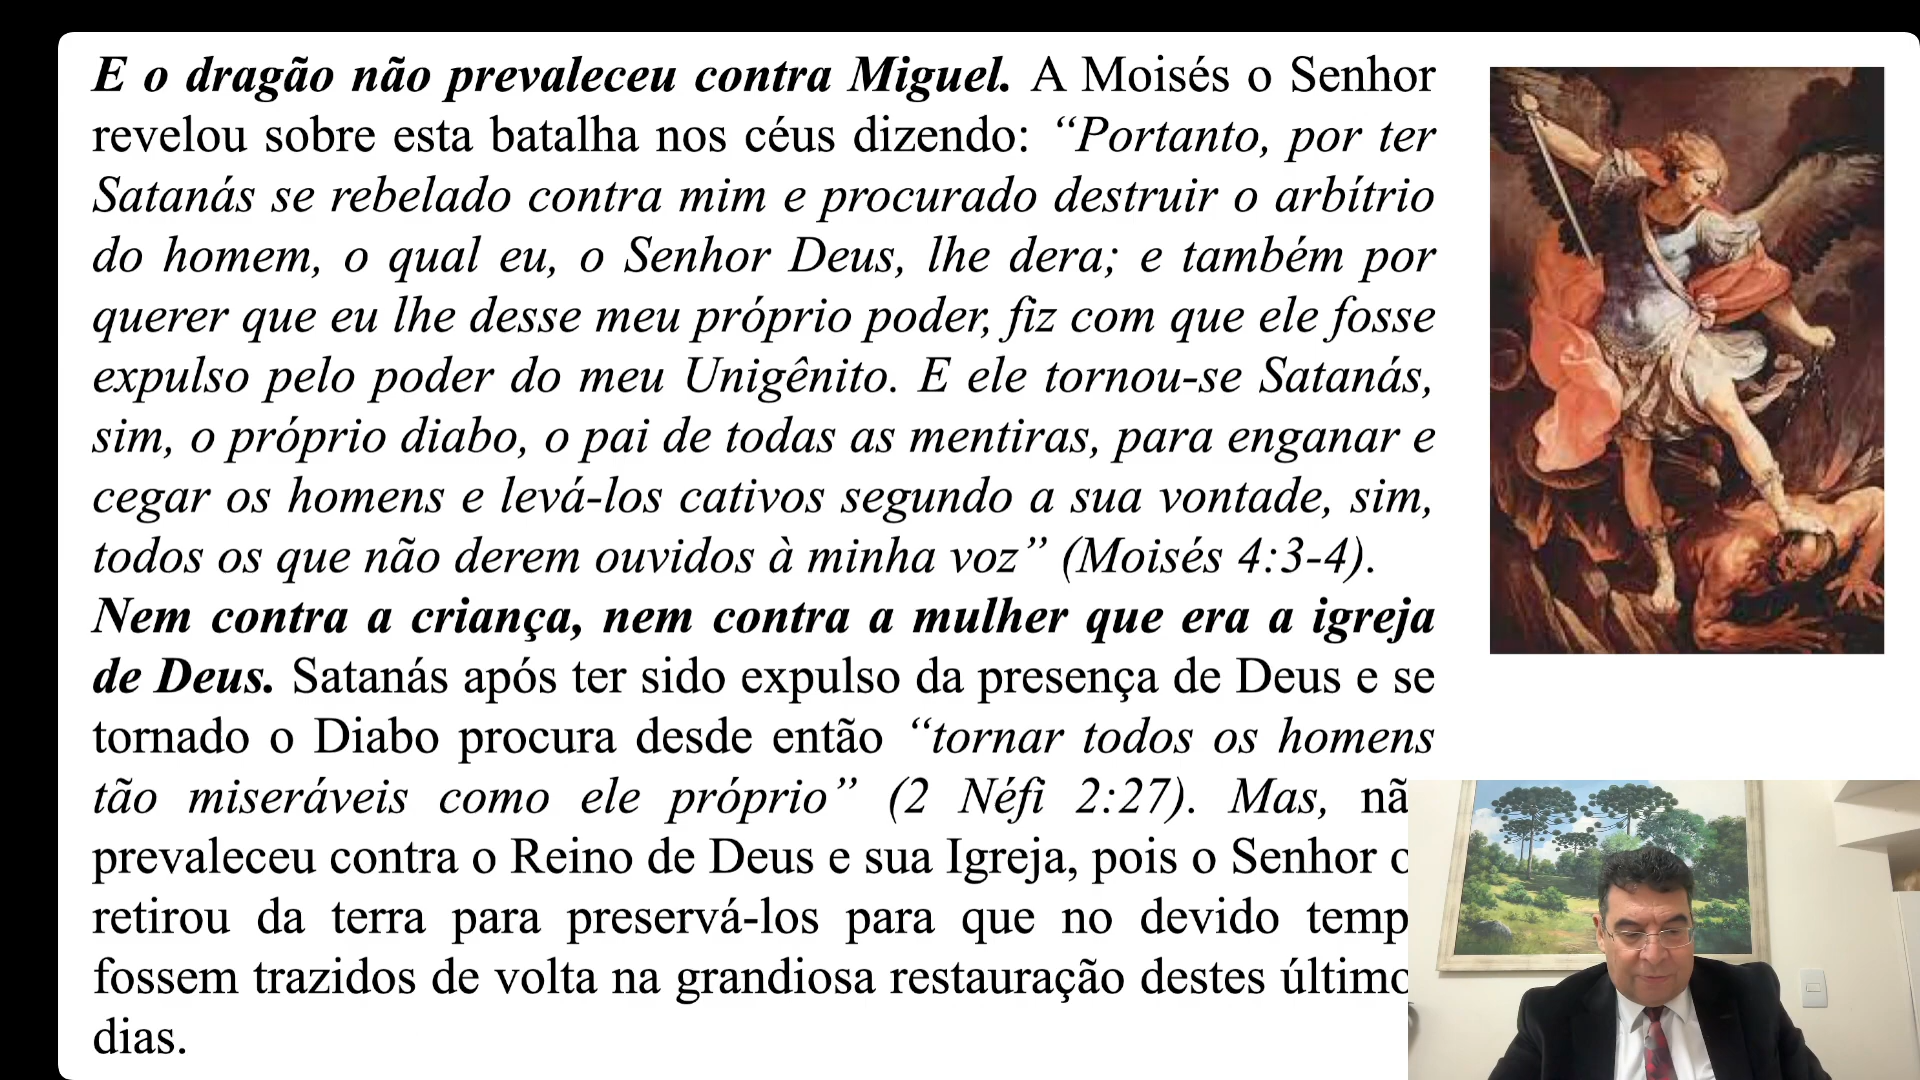 E o dragão não prevaleceu contra Miguel. A Moisés o Senhor
revelou sobre esta batalha nos céus dizendo: “Portanto, por ter
Satanás se rebelado contra mim e procurado destruir o arbítrio
do homem, o qual eu, o Senhor Deus, lhe dera; e também por
querer que eu lhe desse meu próprio poder, fiz com que ele fosse
expulso pelo poder do meu Unigênito. E ele tornou-se Satanás,
sim, o próprio diabo, o pai de todas as mentiras, para enganar e
cegar os homens e levá-los cativos segundo a sua vontade, sim,
todos os que não derem ouvidos à minha voz” (Moisés 4:3-4).
Nem contra a criança, nem contra a mulher que era a igreja
de Deus. Satanás após ter sido expulso da presença de Deus e se
tornado o Diabo procura desde então “tornar todos os homens
tão miseráveis como ele próprio” (2 Néfi 2:27). Mas, nã
prevaleceu contra o Reino de Deus e sua Igreja, pois o Senhor o
retirou da terra para preservá-los para que no devido temp
fossem trazidos de volta na grandiosa restauração destes último
dias.